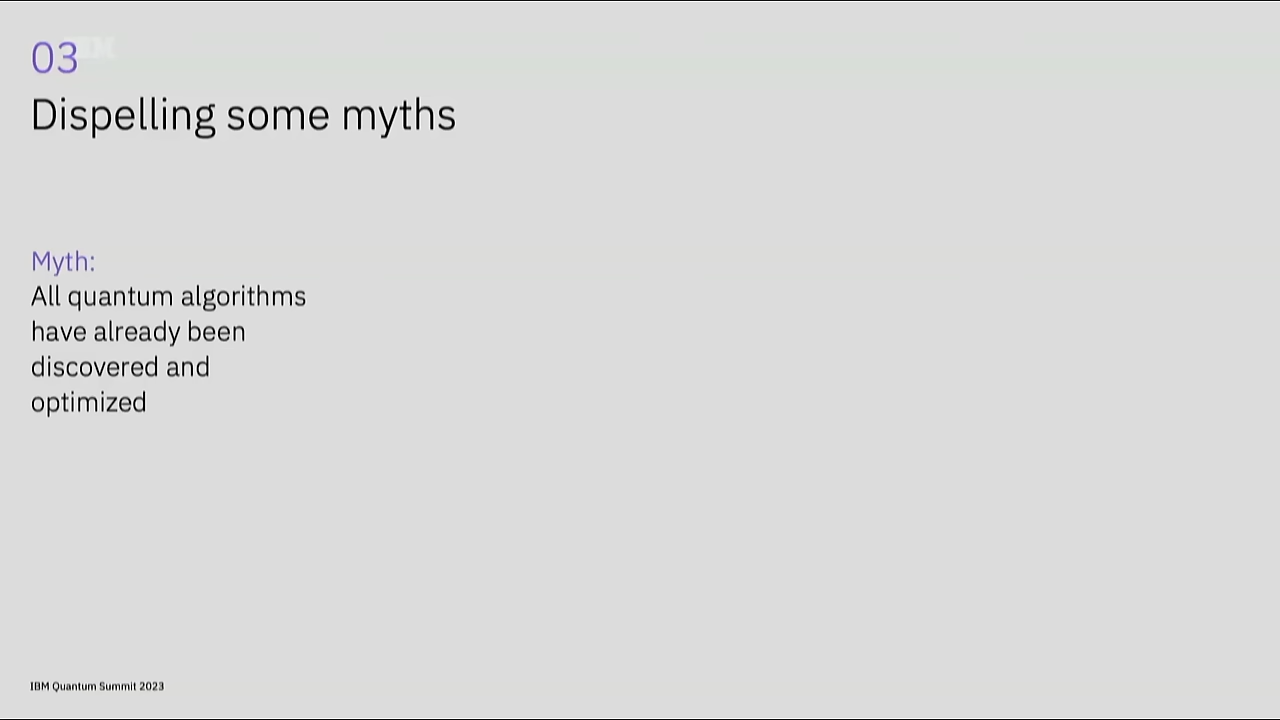 03
Dispelling some myths
Myth:
All quantum algorithms
have already been
discovered and
optimized
IBM Quantum Summit 2023